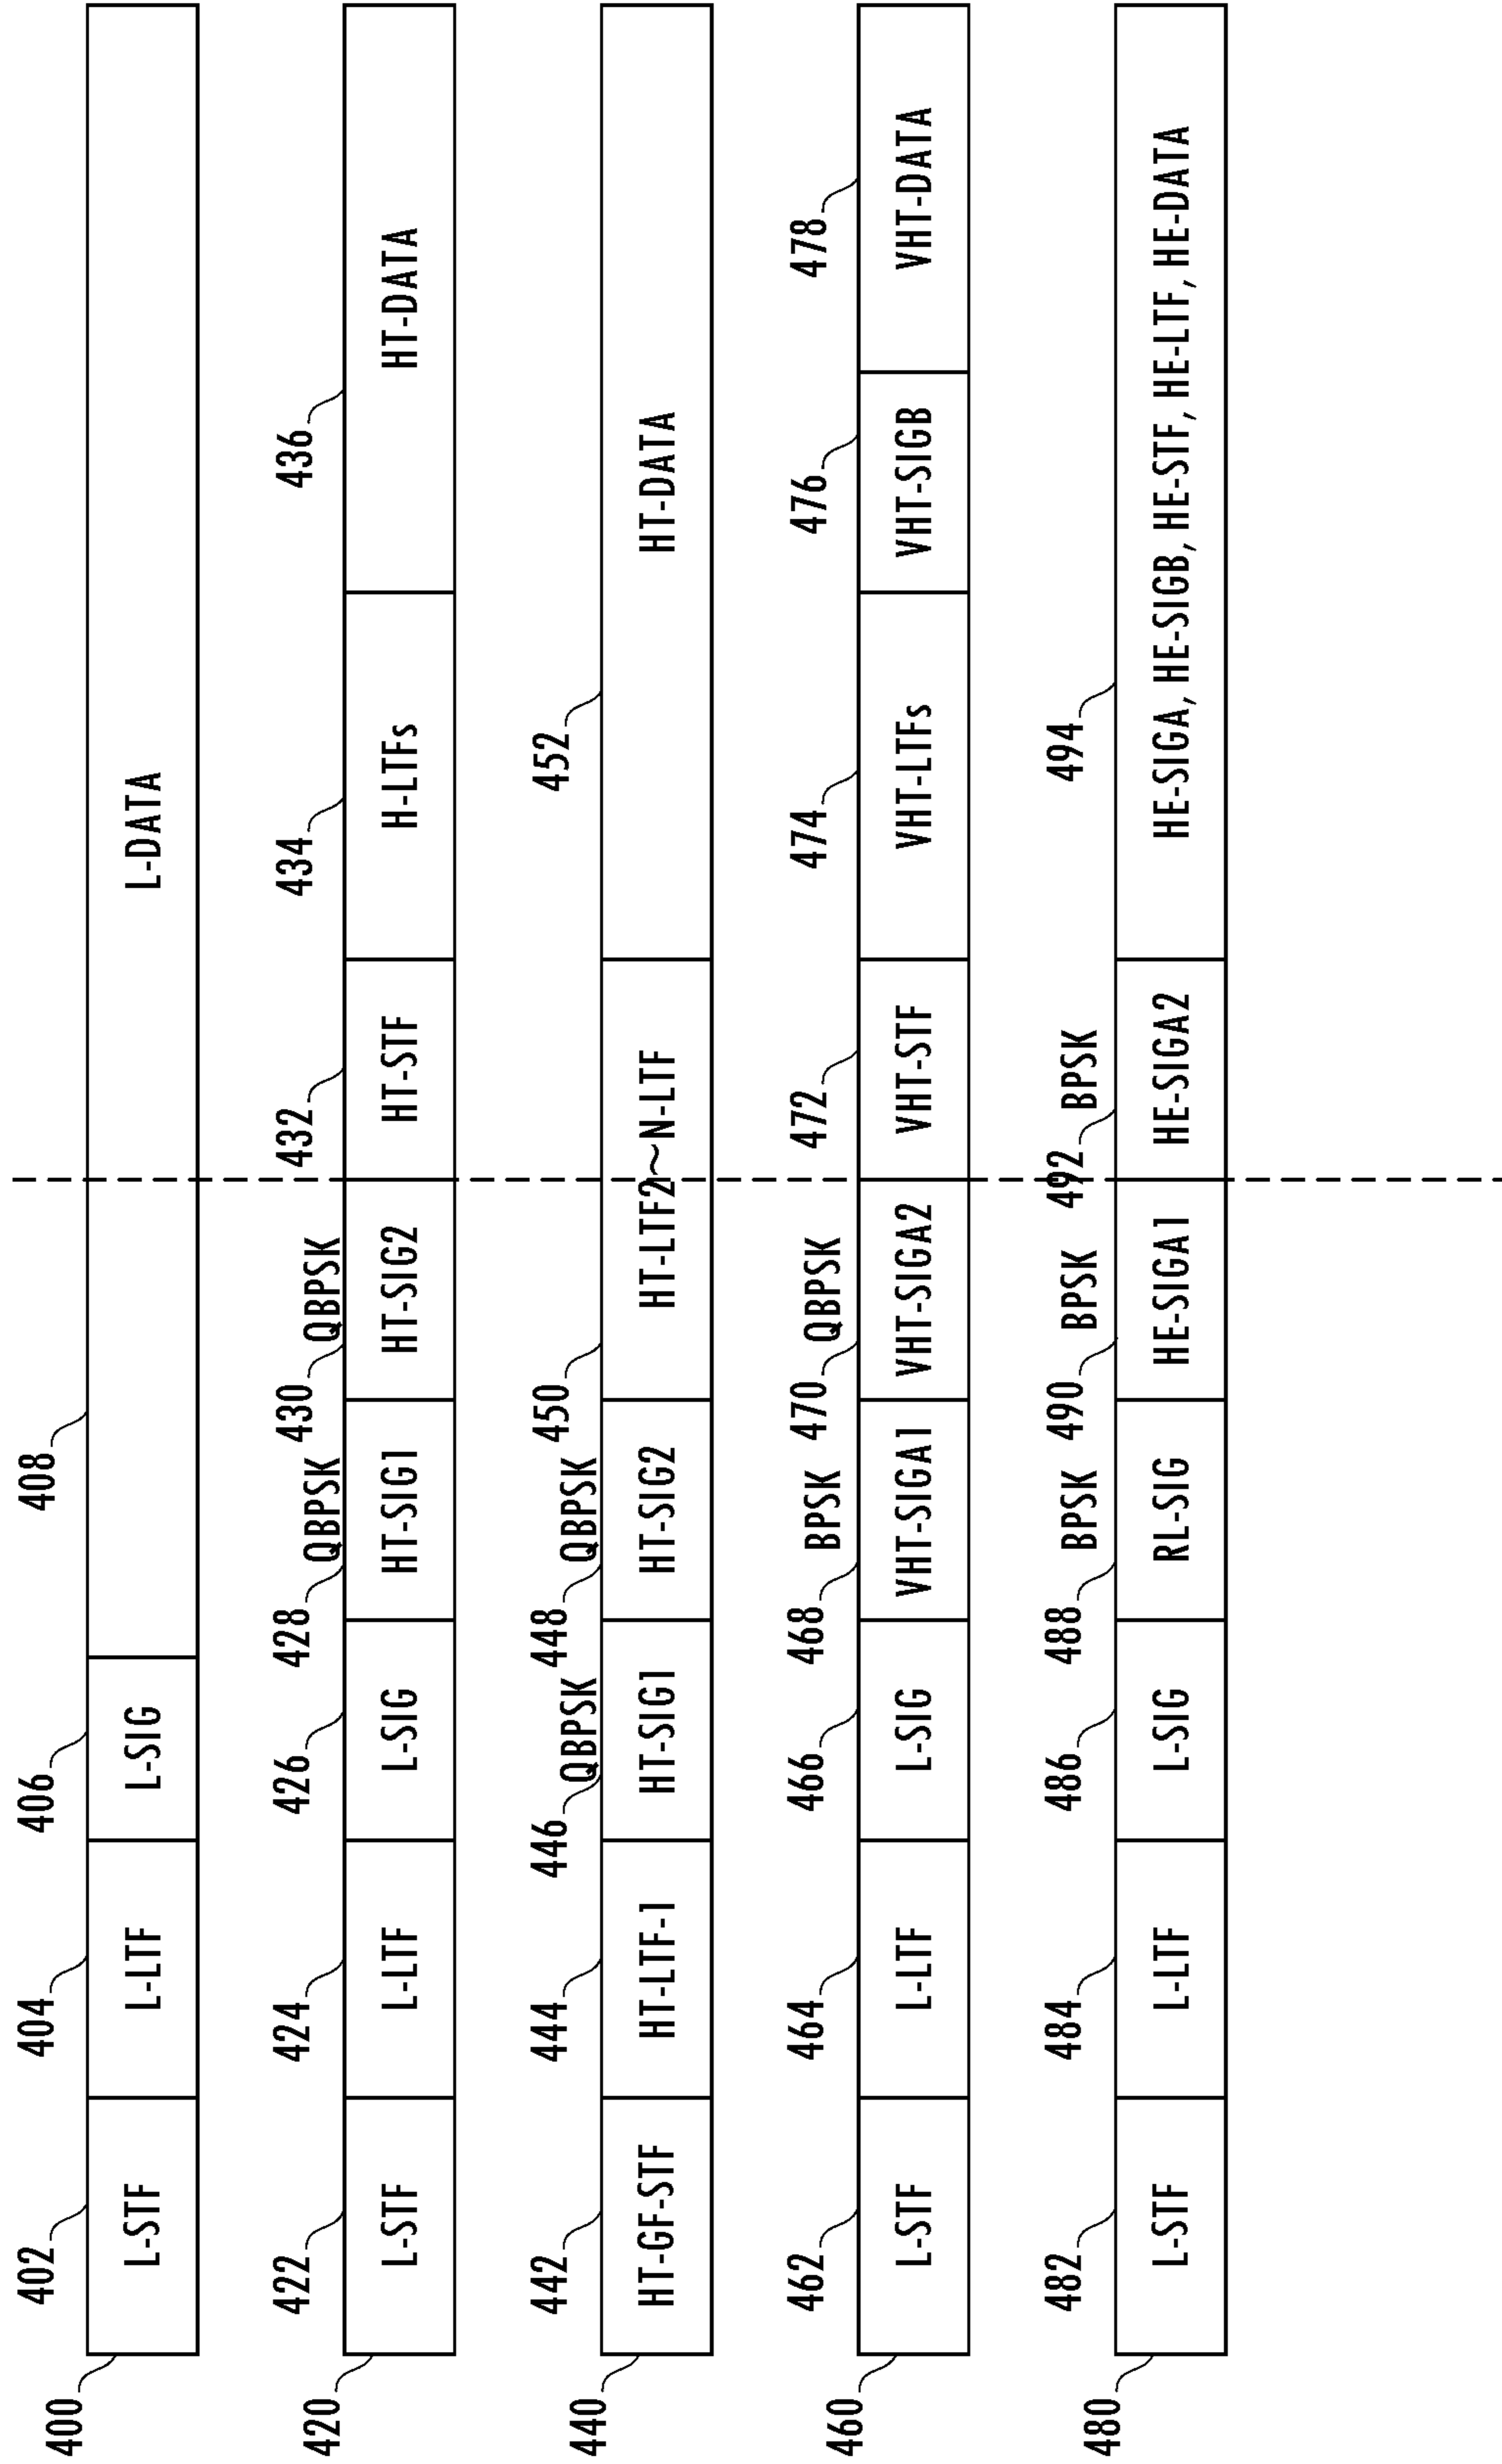 402 404 406 408
400 L-STF L-LTF L-SIG L-DATA
422 424 426 428 QBPSK 430 QBPSK 432 434 436
420 L-STF L-LTF L-SIG HT-SIG1 HT-SIG2 HT-STF H-LTFs HT-DATA
442 444 446 QBPSK 448 QBPSK 450 452
440 HT-GF-STF HT-LTF-1 HT-SIG1 HT-SIG2 HT-LTF2~N-LTF HT-DATA
462 464 466 468 BPSK 470 QBPSK 472 474 476 478
460 L-STF L-LTF L-SIG VHT-SIGA1 VHT-SIGA2 VHT-STF VHT-LTFs VHT-SIGB VHT-DATA
482 484 486 488 BPSK 490 BPSK 492 BPSK 494
480 L-STF L-LTF L-SIG RL-SIG HE-SIGA1 HE-SIGA2 HE-SIGA, HE-SIGB, HE-STF, HE-LTF, HE-DATA